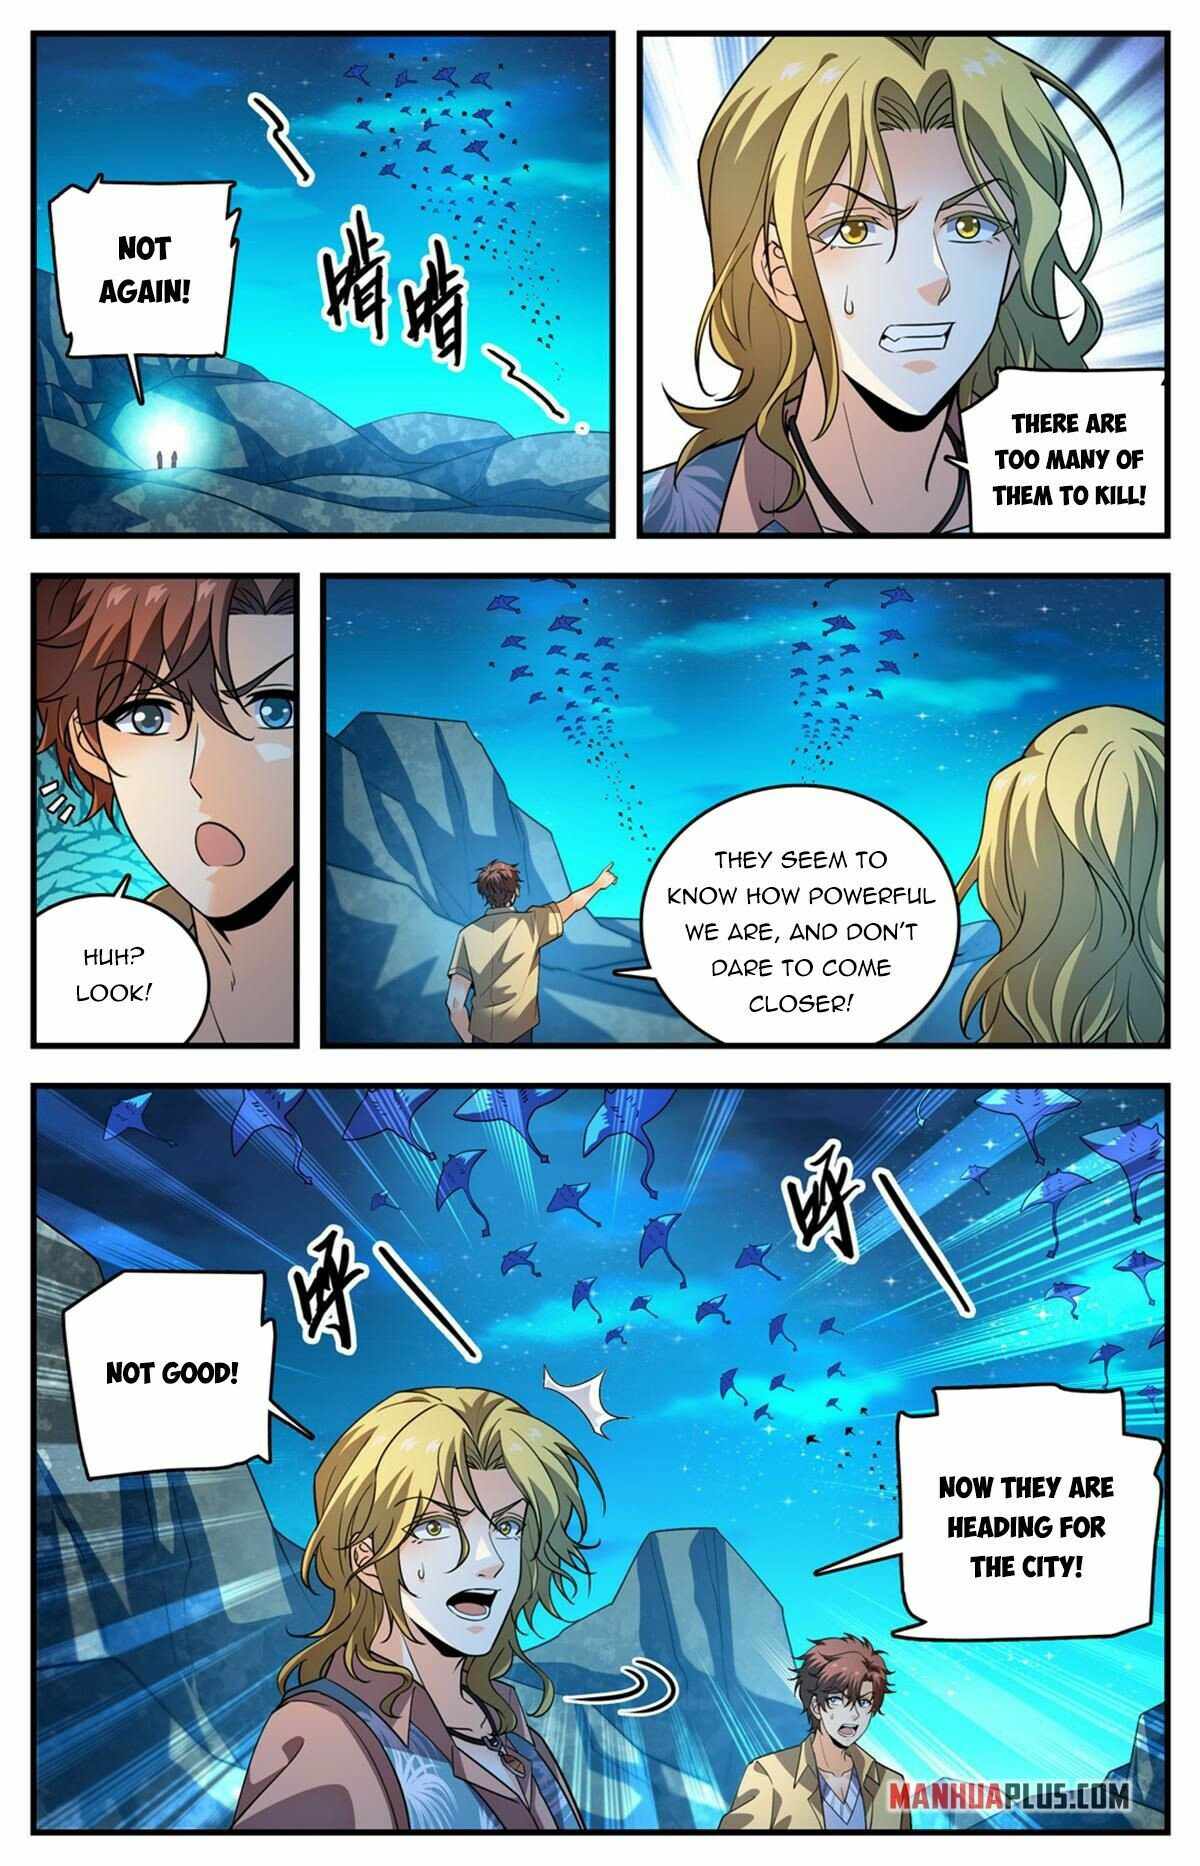 NOT
AGAIN!
喈
喈
THERE ARE
TOO MANY OF
THEM TO KILL!
HUH?
LOOK!
THEY SEEM TO
KNOW HOW POWERFUL
WE ARE, AND DON'T
DARE TO COME
CLOSER!
呼
呼
NOT GOOD!
NOW THEY ARE
HEADING FOR
THE CITY!
MANHUAPLUS.COM